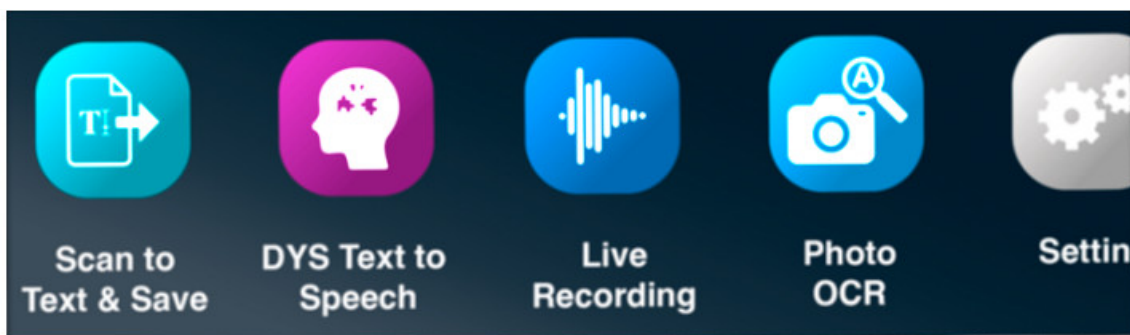 T
A
Scan to
Text & Save
DYS Text to
Speech
Live
Recording
Photo
OCR
Settin